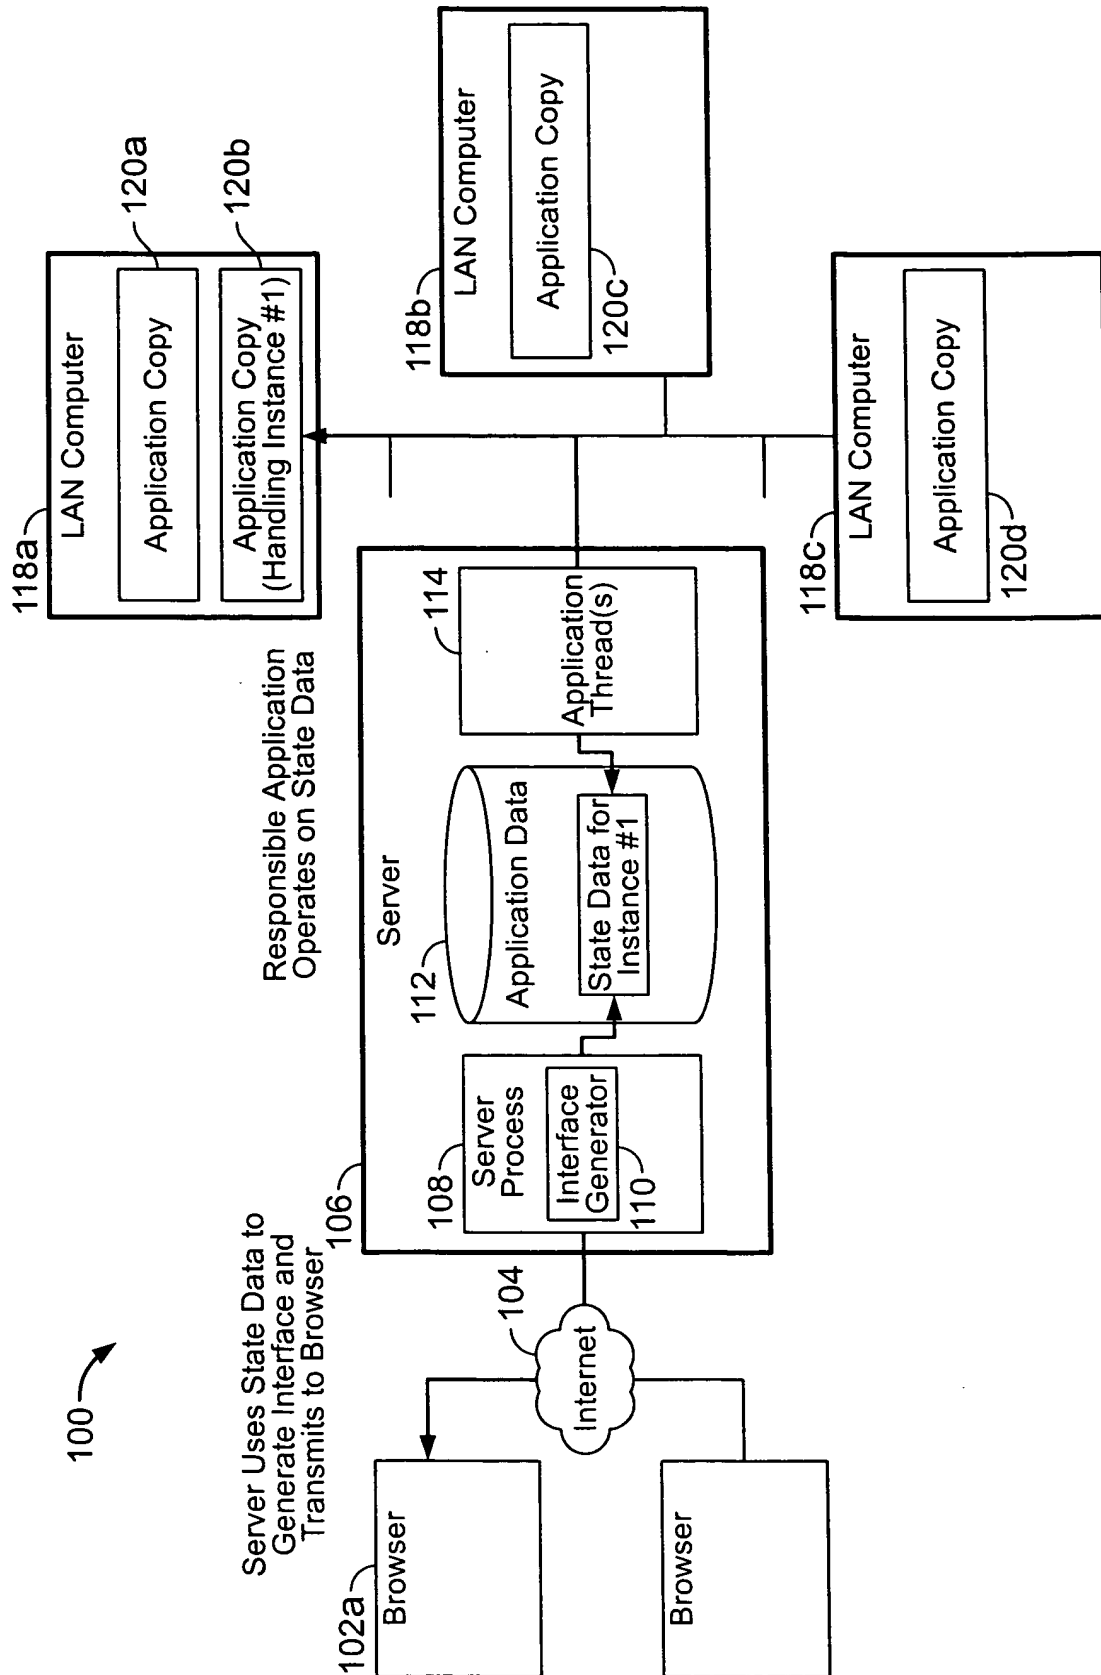 100
Server Uses State Data to
Generate Interface and
Transmits to Browser
Responsible Application
Operates on State Data
102a
Browser
Browser
104
Internet
106
Server
108
Server
Process
Interface
Generator
110
112
Application Data
State Data for
Instance #1
114
Application
Thread(s)
118a
LAN Computer
Application Copy
120a
Application Copy
(Handling Instance #1)
120b
118b
LAN Computer
Application Copy
120c
118c
LAN Computer
Application Copy
120d